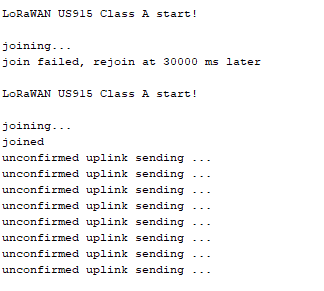 LoRaWAN US915 Class A start!
joining...
join failed, rejoin at 30000 ms later
LoRaWAN US915 Class A start!
joining...
joined
unconfirmed uplink sending ...
unconfirmed uplink sending ...
unconfirmed uplink sending ...
unconfirmed uplink sending ...
unconfirmed uplink sending ...
unconfirmed uplink sending ...
unconfirmed uplink sending ...
unconfirmed uplink sending ...